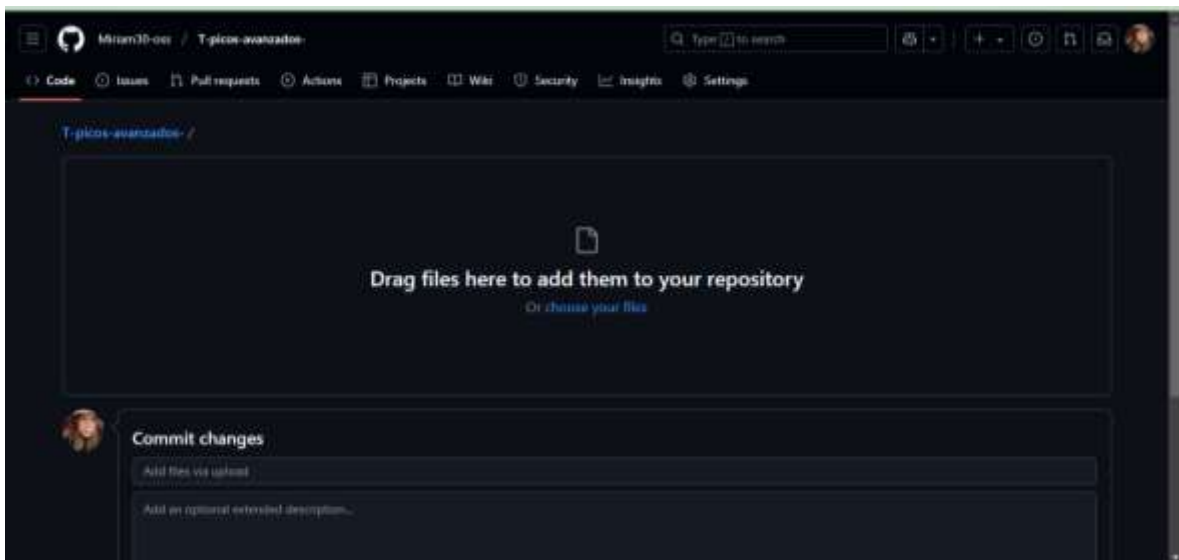 Miriam30-oss / T-picos-avanzados-
Type [/] to search
Code Issues Pull requests Actions Projects Wiki Security Insights Settings
T-picos-avanzados- /
Drag files here to add them to your repository
Or choose your files
Commit changes
Add files via upload
Add an optional extended description...